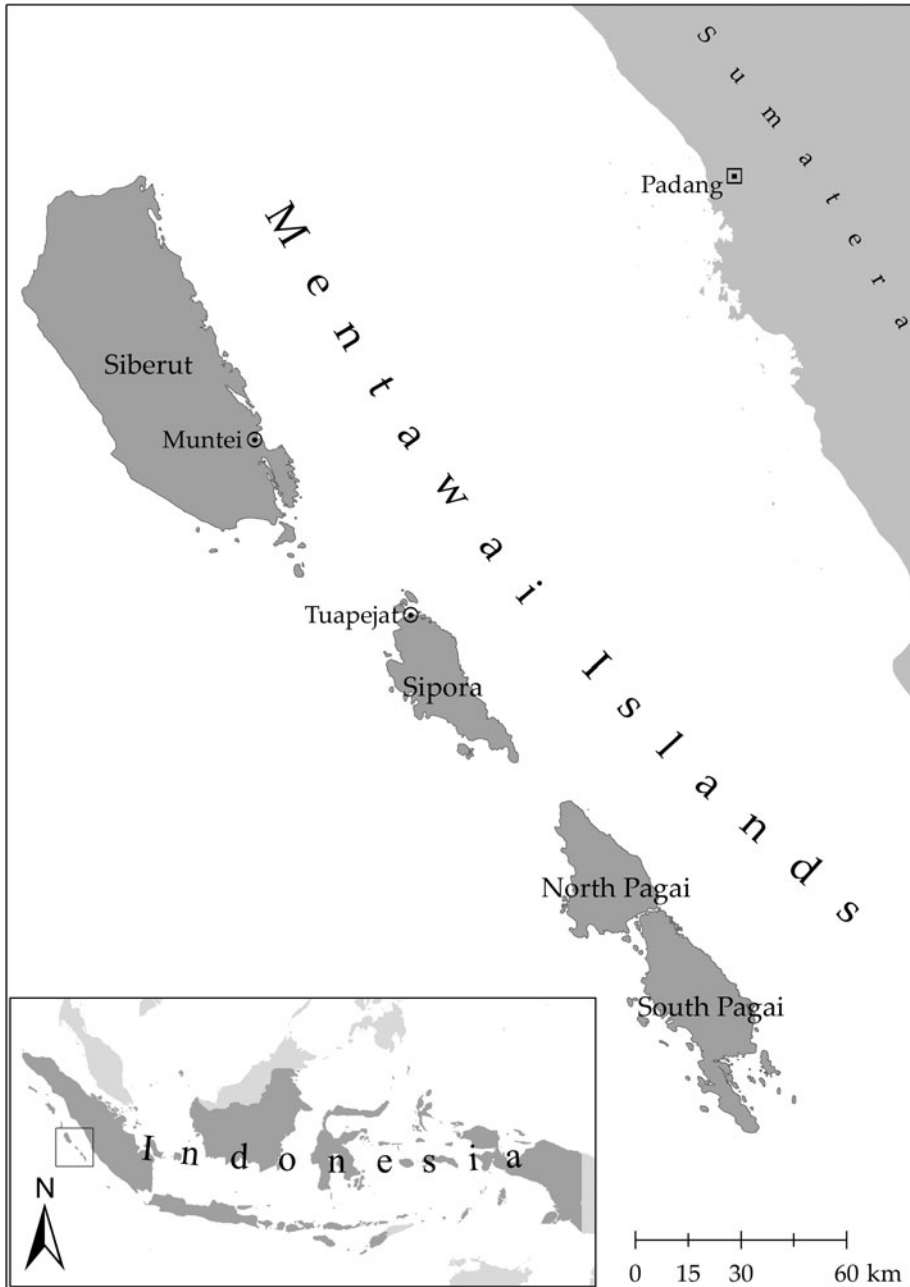 Sumatera
Padang
Mentawai Islands
Siberut
Muntei
Tuapejat
Sipora
North Pagai
South Pagai
Indonesia
N
0 15 30 60 km